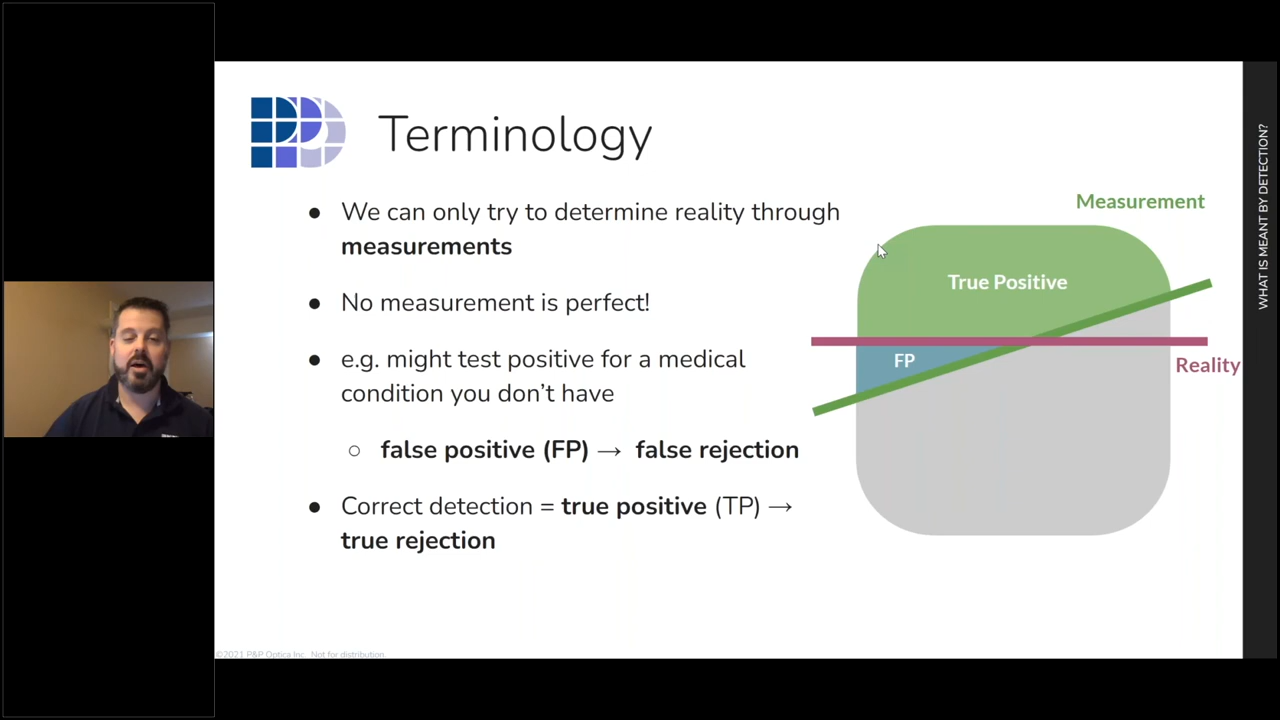 Terminology
● We can only try to determine reality through
measurements
● No measurement is perfect!
● e.g. might test positive for a medical
condition you don’t have
○ false positive (FP) → false rejection
● Correct detection = true positive (TP) →
true rejection
Measurement
True Positive
FP
Reality
WHAT IS MEANT BY DETECTION?
©2021 P&P Optica Inc. Not for distribution.